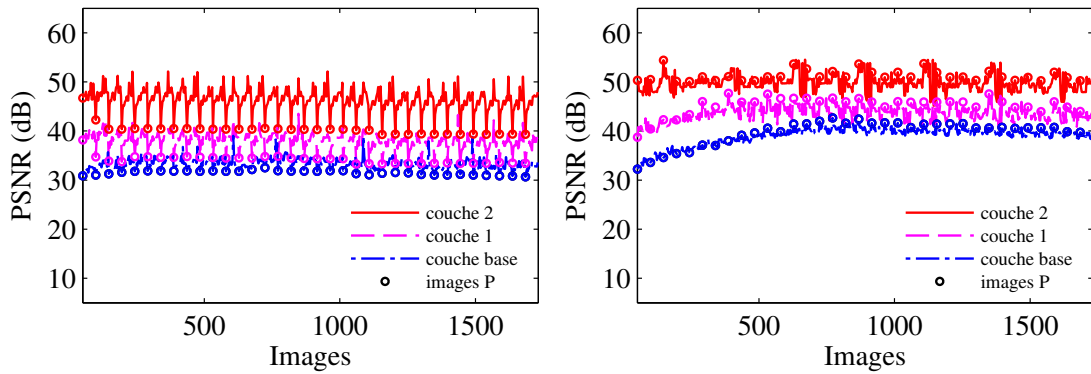 60
50
40
30
20
10
PSNR (dB)
couche 2
couche 1
couche base
images P
500
1000
1500
Images
60
50
40
30
20
10
PSNR (dB)
couche 2
couche 1
couche base
images P
500
1000
1500
Images